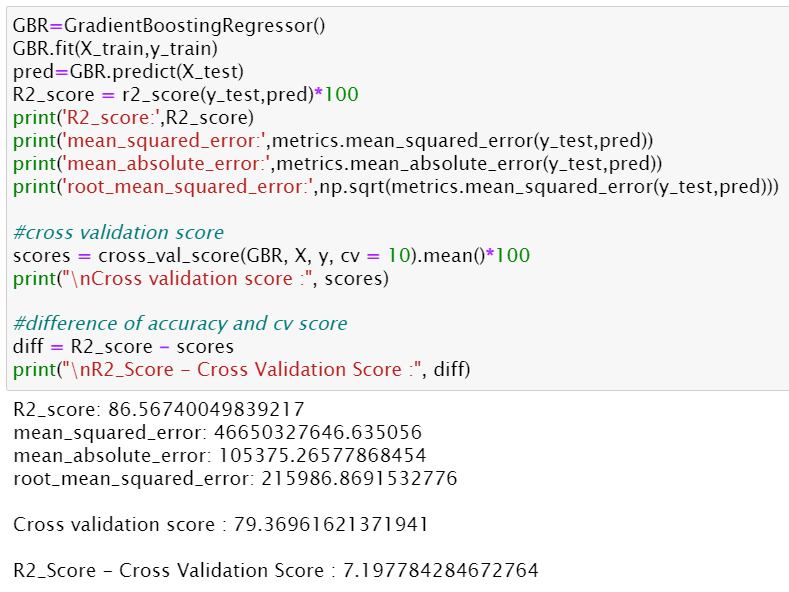 GBR=GradientBoostingRegressor()
GBR.fit(X_train,y_train)
pred=GBR.predict(X_test)
R2_score = r2_score(y_test,pred)*100
print('R2_score:',R2_score)
print('mean_squared_error:',metrics.mean_squared_error(y_test,pred))
print('mean_absolute_error:',metrics.mean_absolute_error(y_test,pred))
print('root_mean_squared_error:',np.sqrt(metrics.mean_squared_error(y_test,pred)))
#cross validation score
scores = cross_val_score(GBR, X, y, cv = 10).mean()*100
print("\nCross validation score :", scores)
#difference of accuracy and cv score
diff = R2_score - scores
print("\nR2_Score - Cross Validation Score :", diff)
R2_score: 86.56740049839217
mean_squared_error: 46650327646.635056
mean_absolute_error: 105375.26577868454
root_mean_squared_error: 215986.8691532776
Cross validation score : 79.36961621371941
R2_Score - Cross Validation Score : 7.197784284672764